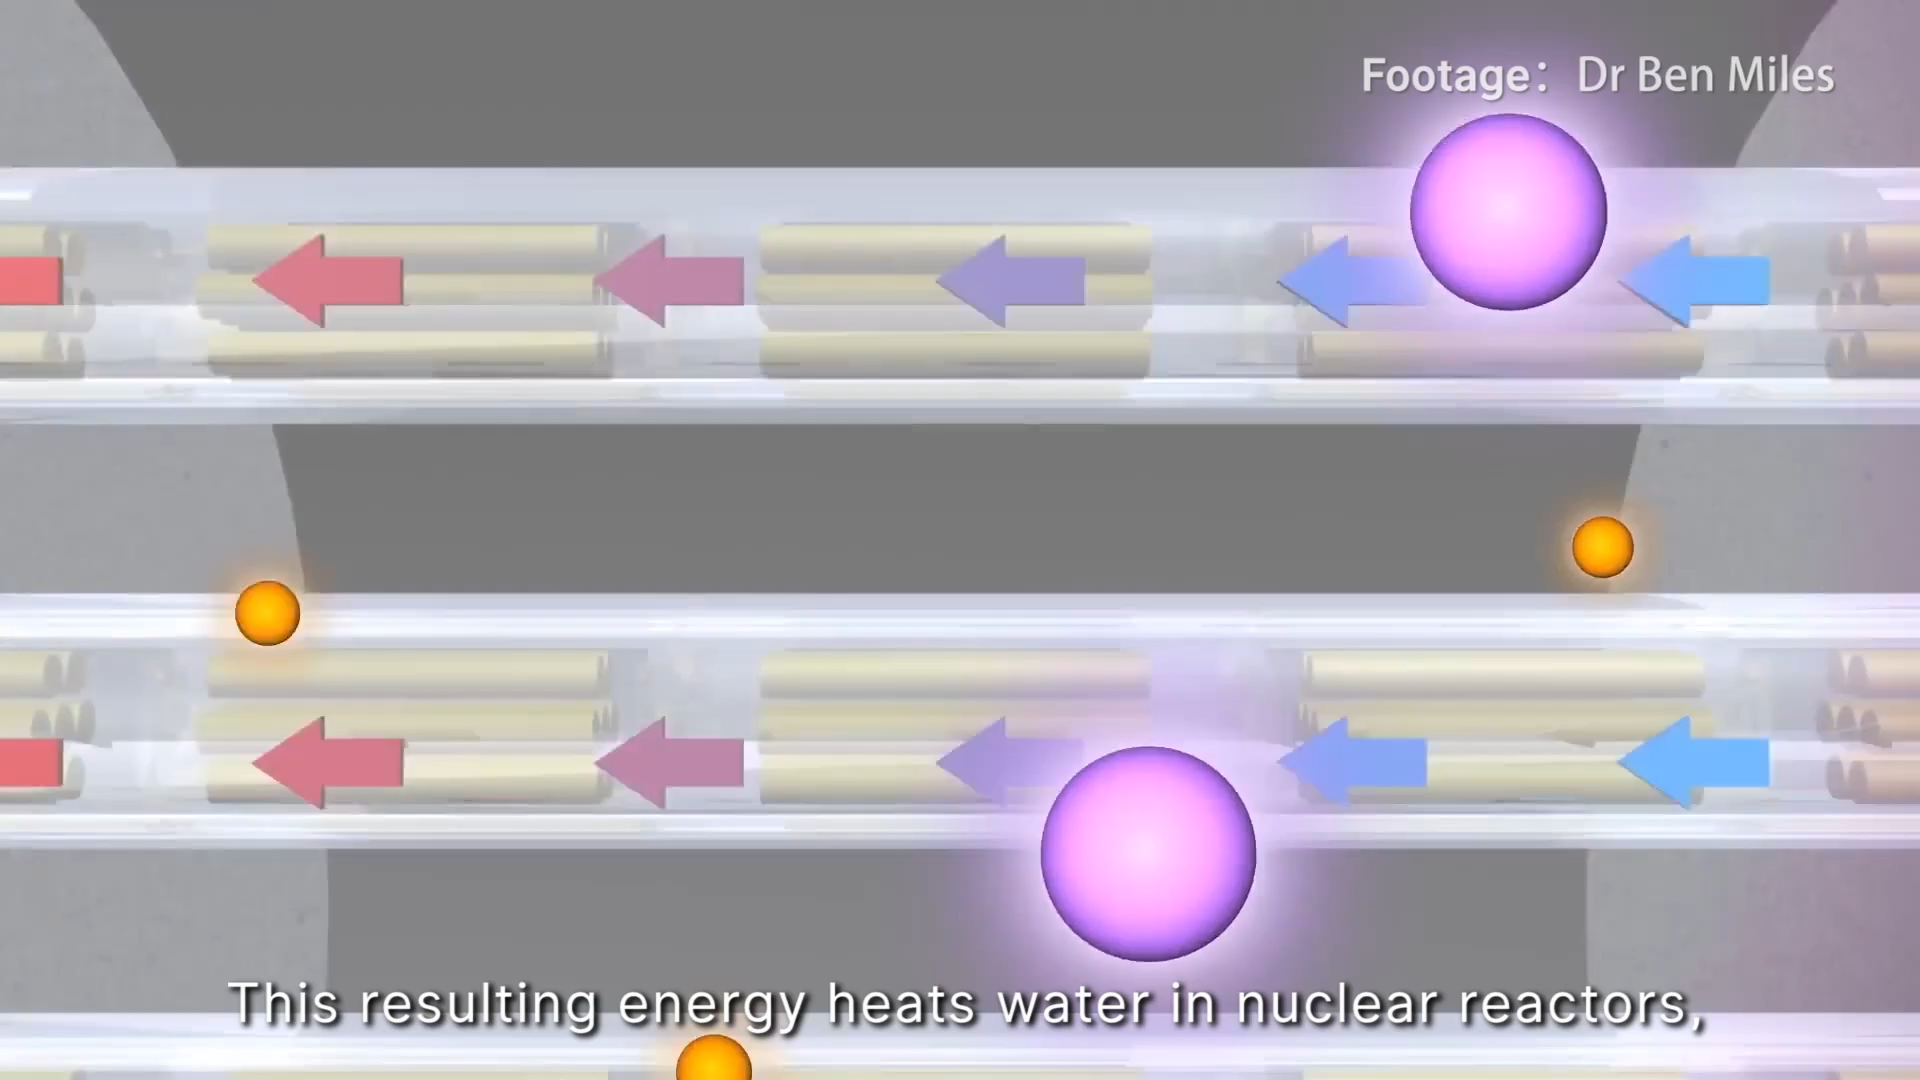 Footage： Dr Ben Miles
This resulting energy heats water in nuclear reactors,